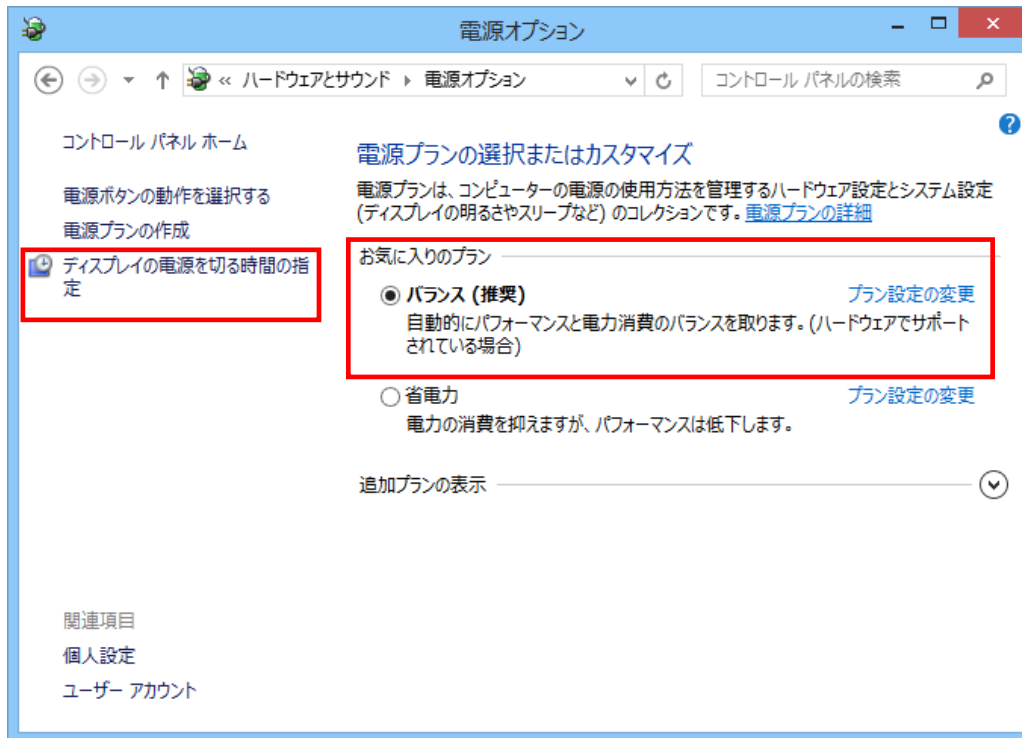 電源オプション
« ハードウェアとサウンド ▸ 電源オプション
コントロール パネルの検索
コントロール パネル ホーム
電源ボタンの動作を選択する
電源プランの作成
ディスプレイの電源を切る時間の指
定
電源プランの選択またはカスタマイズ
電源プランは、コンピューターの電源の使用方法を管理するハードウェア設定とシステム設定
(ディスプレイの明るさやスリープなど) のコレクションです。電源プランの詳細
お気に入りのプラン
バランス (推奨) プラン設定の変更
自動的にパフォーマンスと電力消費のバランスを取ります。(ハードウェアでサポート
されている場合)
省電力 プラン設定の変更
電力の消費を抑えますが、パフォーマンスは低下します。
追加プランの表示
関連項目
個人設定
ユーザー アカウント